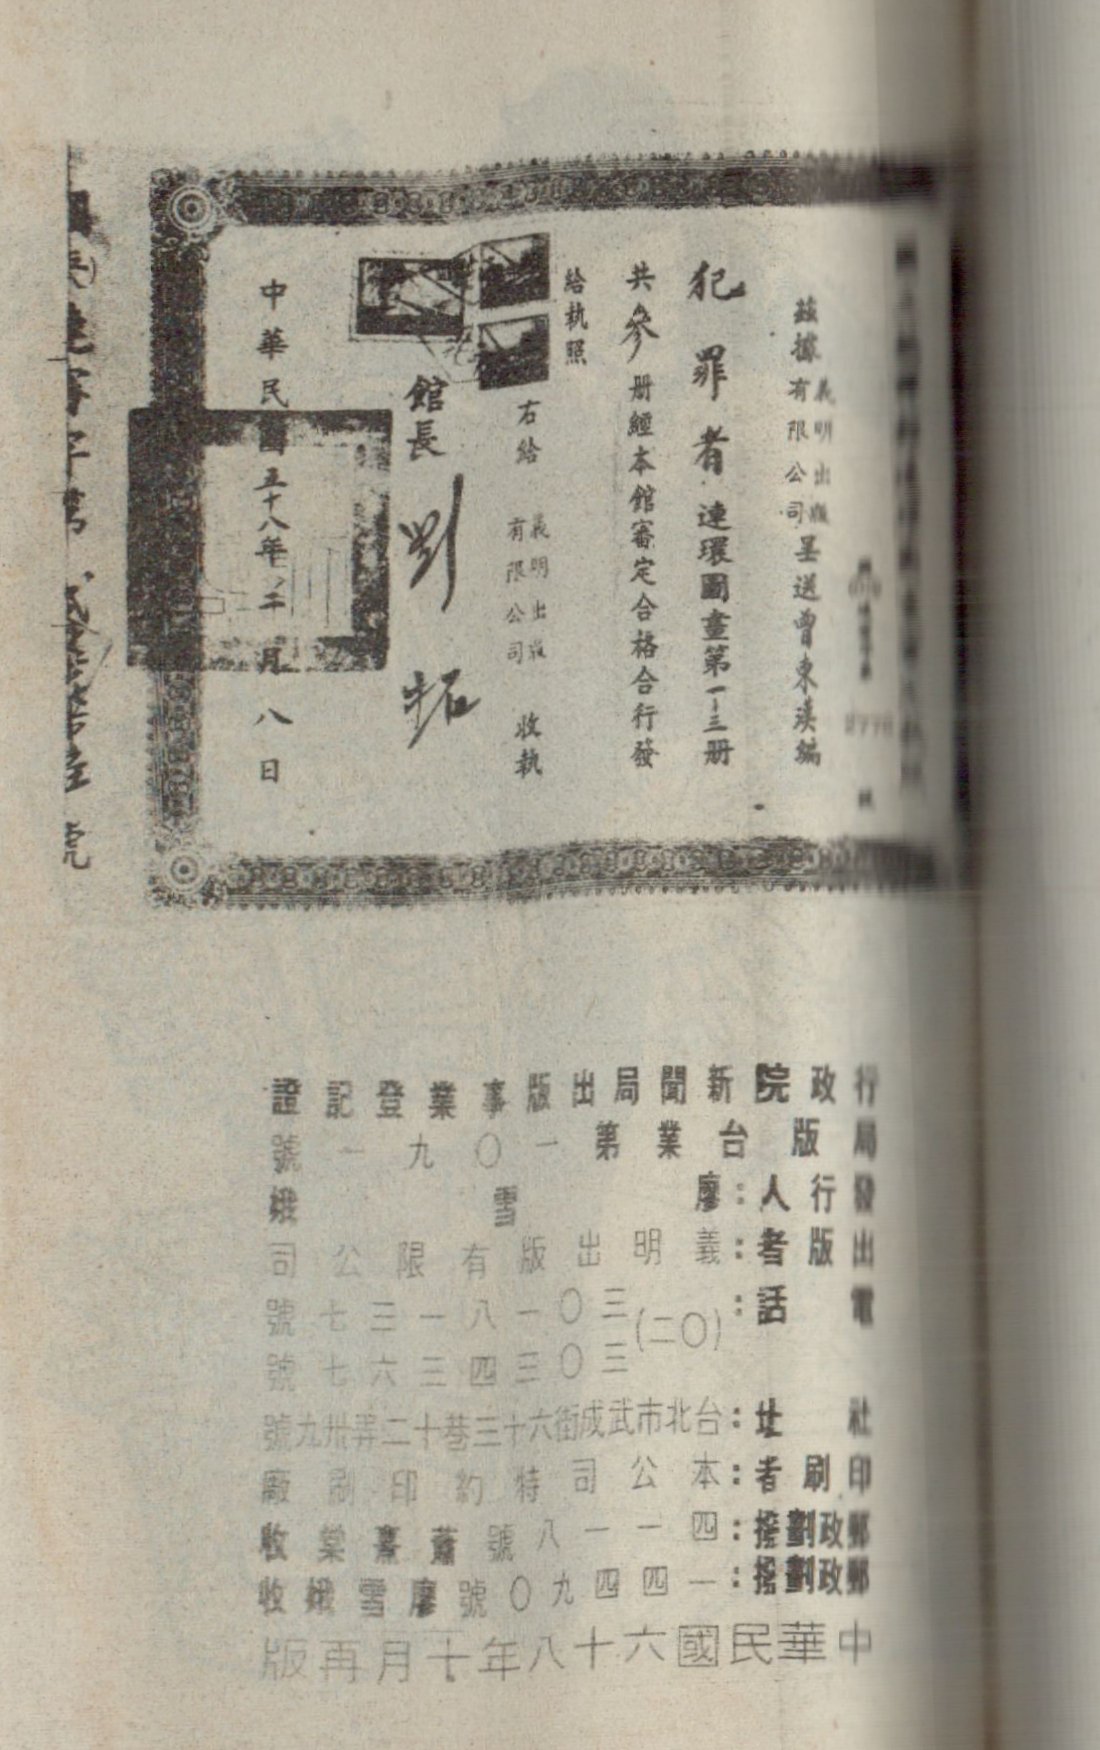 茲據義明出版有限公司呈送曾東漢編
犯罪者連環圖畫第一-三册
共參册經本館審定合格合行發
給執照
右給 義明出版有限公司 收執
館長 劉拓
中華民國五十八年二月八日
號
行政院新聞局出版事業登記證
局版台業第一〇九一號
發行人：廖雪娥
出版者：義明出版有限公司
電話：(〇二)三〇一八一三七號
三〇三四三六七號
社址：台北市武成街六十三巷十二弄卅九號
印刷者：本公司特約印刷廠
郵政劃撥：四一一八號蕭熹棠收
郵政劃撥：一四四九〇號廖雪娥收
中華民國六十八年十月再版